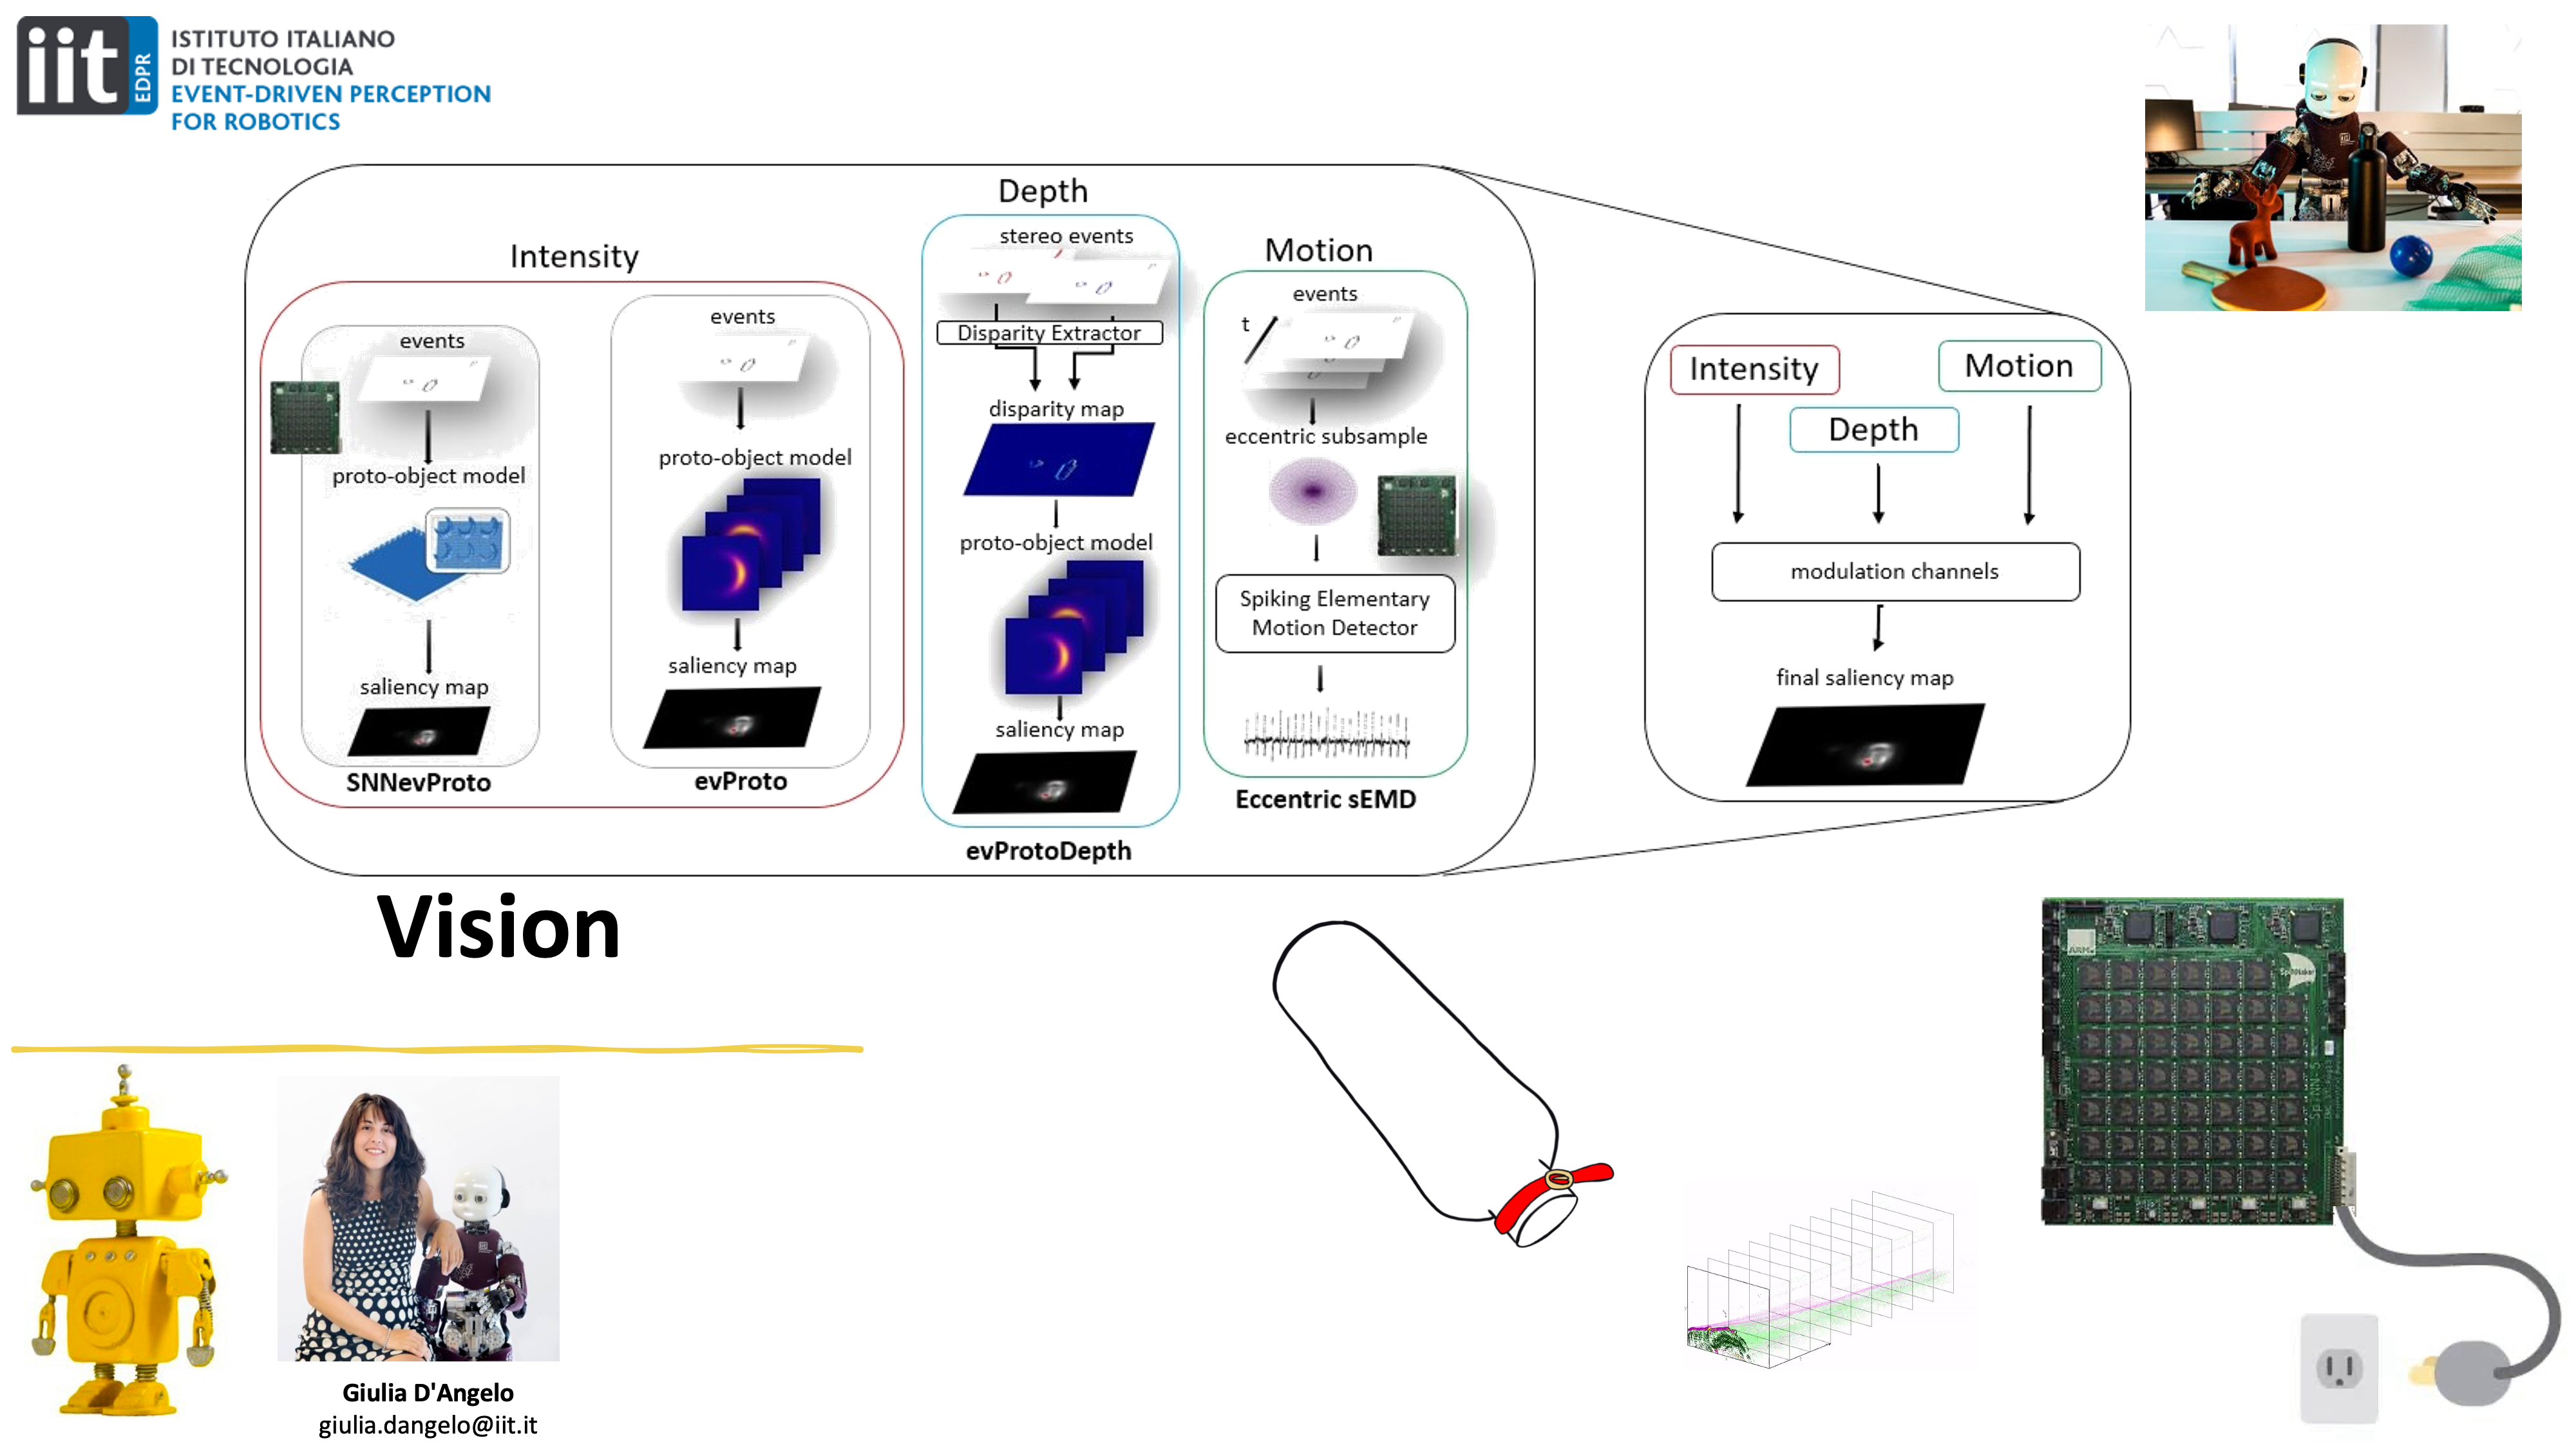 iit
EDPR
ISTITUTO ITALIANO
DI TECNOLOGIA
EVENT-DRIVEN PERCEPTION
FOR ROBOTICS
Intensity
events
proto-object model
saliency map
SNNevProto
events
proto-object model
saliency map
evProto
Depth
stereo events
Disparity Extractor
disparity map
proto-object model
saliency map
evProtoDepth
Motion
events
t
eccentric subsample
Spiking Elementary
Motion Detector
Eccentric sEMD
Intensity
Motion
Depth
modulation channels
final saliency map
Vision
Giulia D'Angelo
giulia.dangelo@iit.it
ARM
SpiNNaker